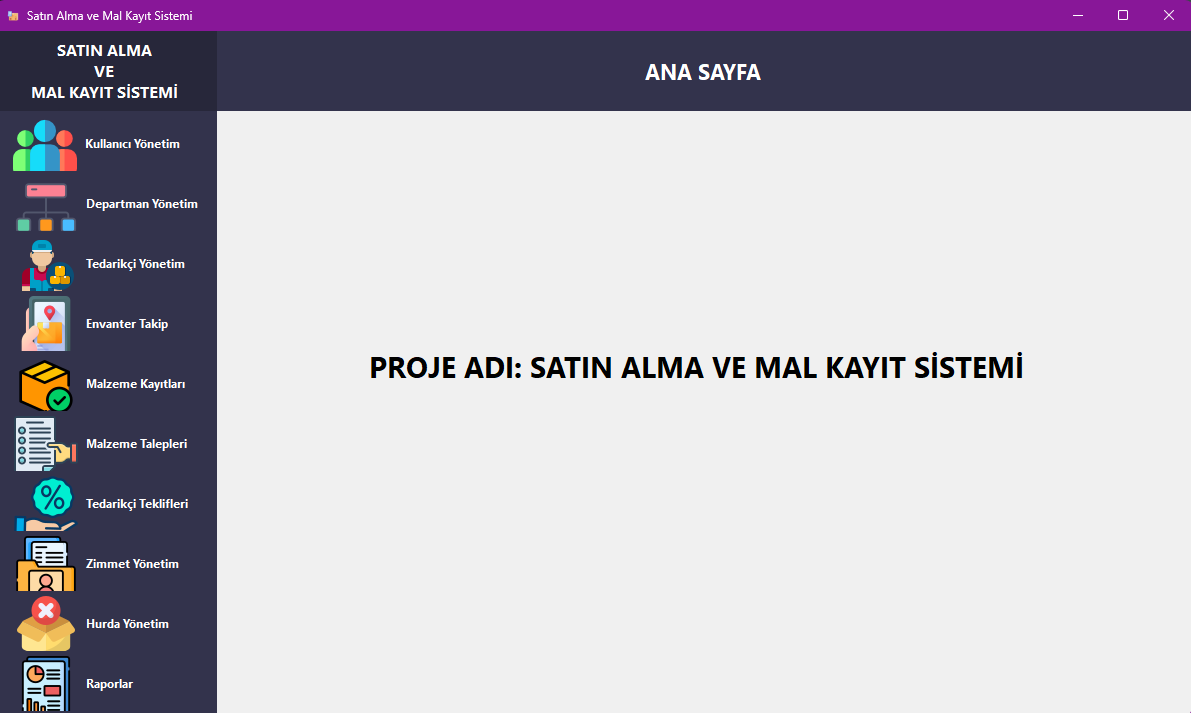 Satın Alma ve Mal Kayıt Sistemi
SATIN ALMA
VE
MAL KAYIT SİSTEMİ
ANA SAYFA
Kullanıcı Yönetim
Departman Yönetim
Tedarikçi Yönetim
Envanter Takip
Malzeme Kayıtları
Malzeme Talepleri
Tedarikçi Teklifleri
Zimmet Yönetim
Hurda Yönetim
Raporlar
PROJE ADI: SATIN ALMA VE MAL KAYIT SİSTEMİ